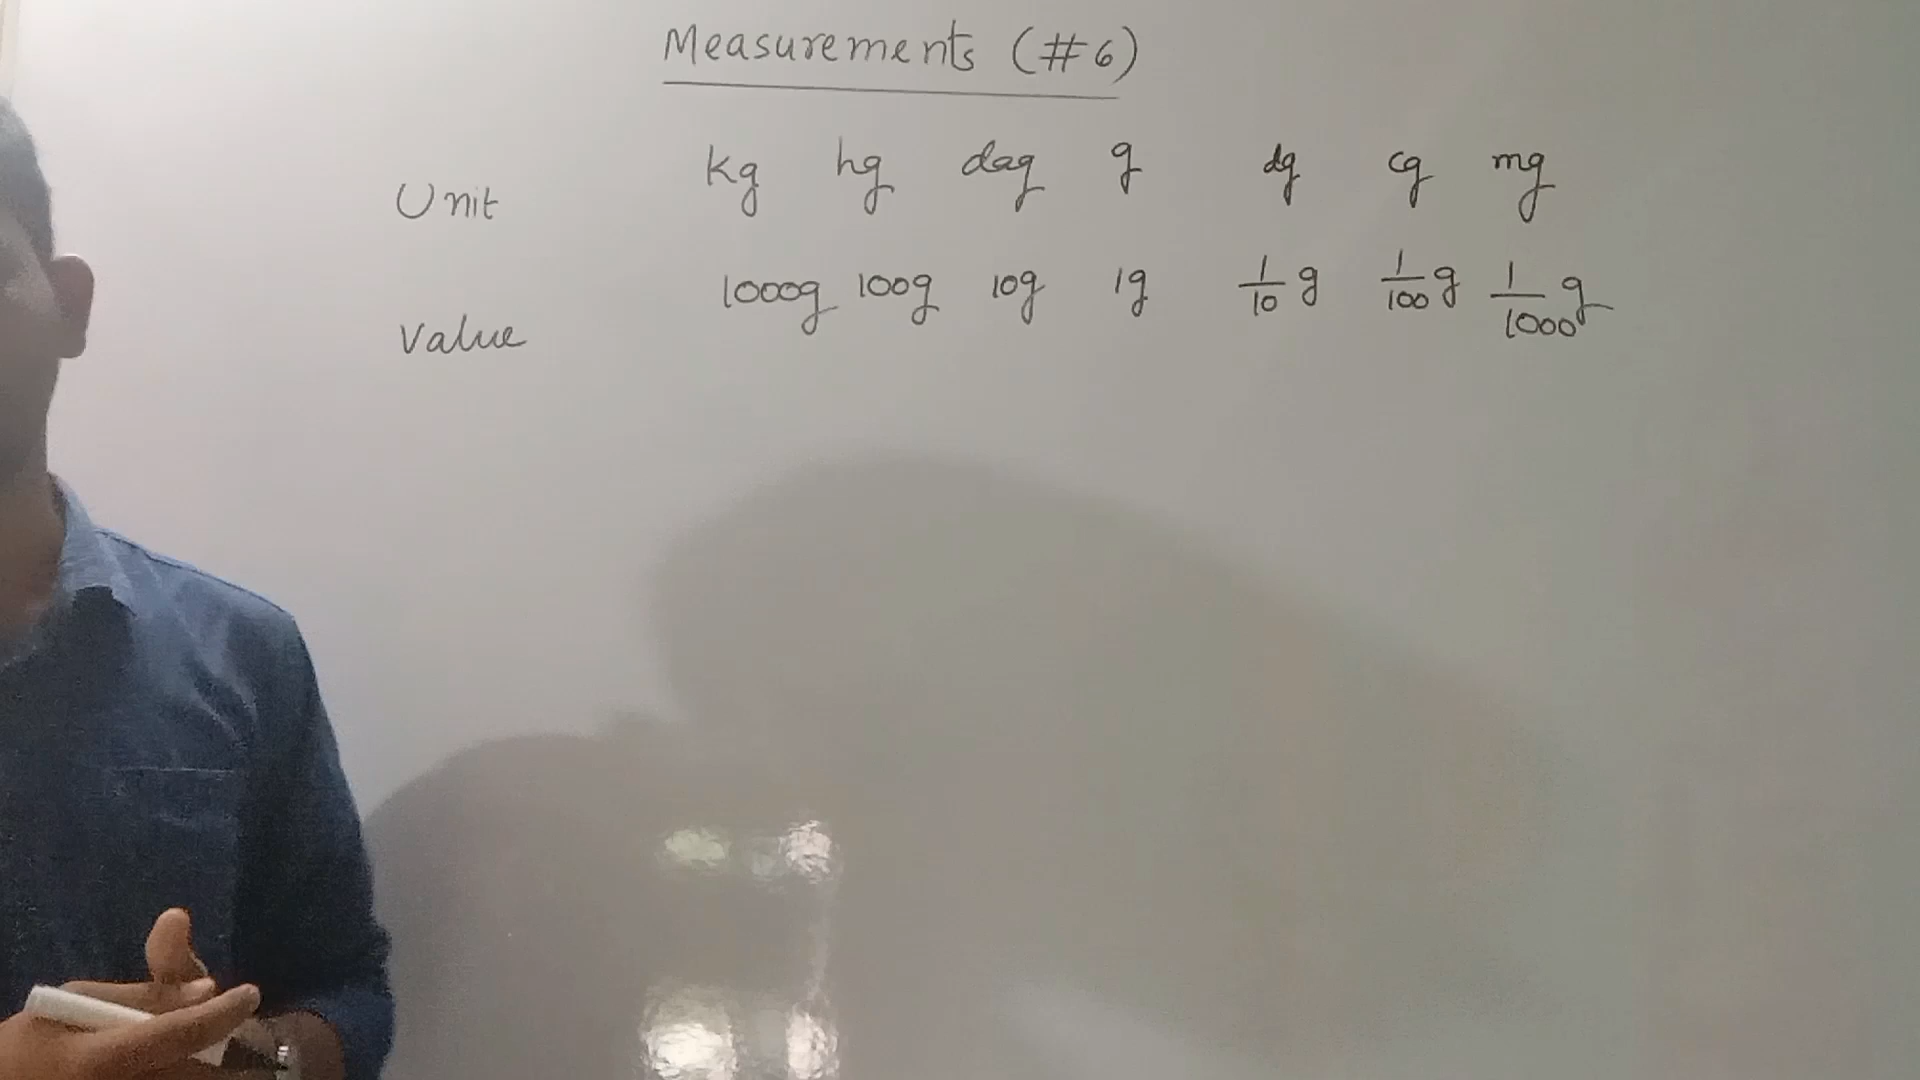 Measurements (#6)
Unit kg hg dag g dg cg mg
Value 1000g 100g 10g 1g 1/10 g 1/100 g 1/1000 g